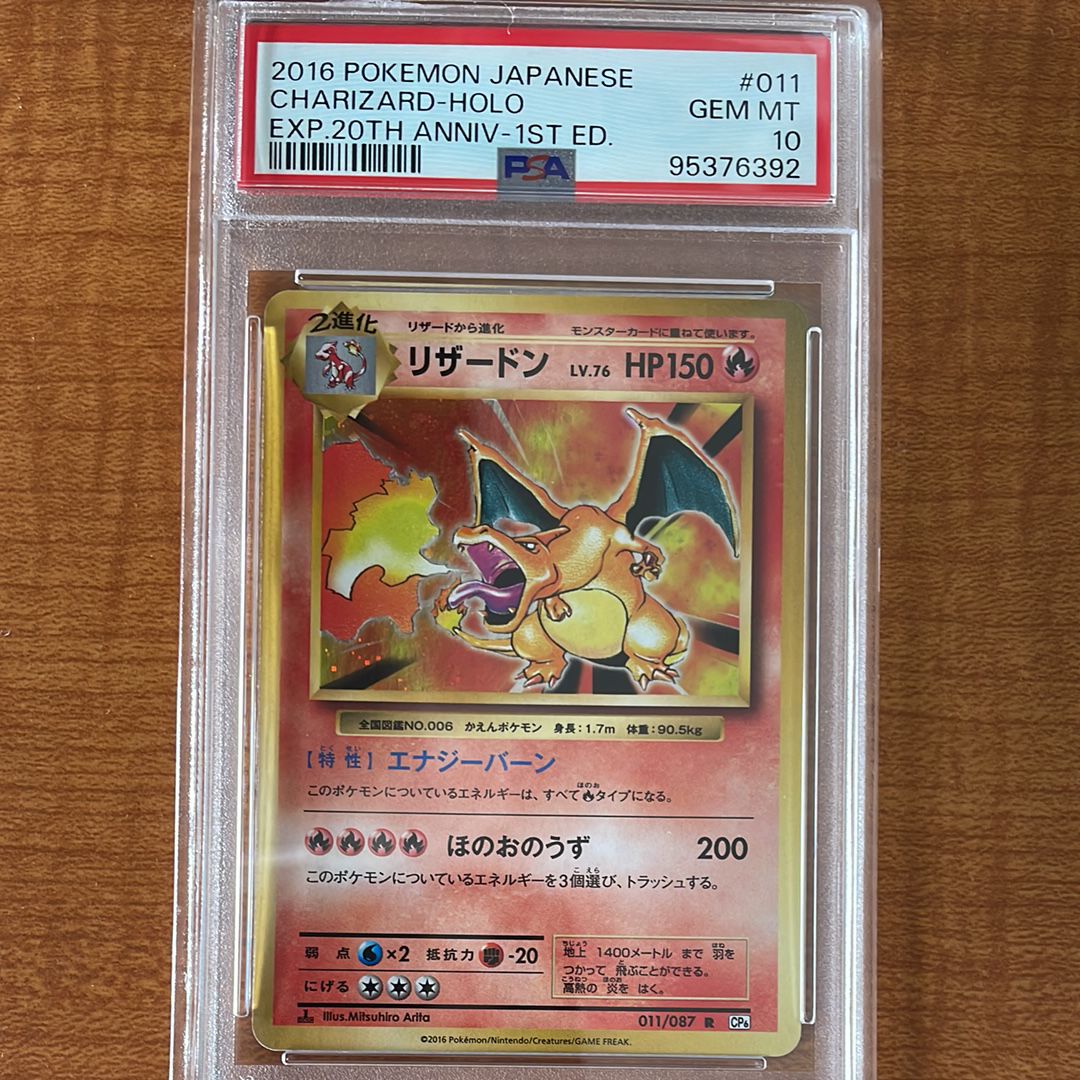 2016 POKEMON JAPANESE #011
CHARIZARD-HOLO GEM MT
EXP.20TH ANNIV-1ST ED. 10
PSA 95376392
2進化 リザードから進化 モンスターカードに重ねて使います。
リザードン LV.76 HP150
全国図鑑NO.006 かえんポケモン 身長:1.7m 体重:90.5kg
【特性】 エナジーバーン
このポケモンについているエネルギーは、すべてタイプになる。
ほのおのうず 200
このポケモンについているエネルギーを3個選び、トラッシュする。
弱点 ×2 抵抗力 -20
にげる
地上 1400メートル まで 羽を
つかって 飛ぶことができる。
高熱の 炎を はく。
1 Illus.Mitsuhiro Arita 011/087 R CP6
©2016 Pokémon/Nintendo/Creatures/GAME FREAK.